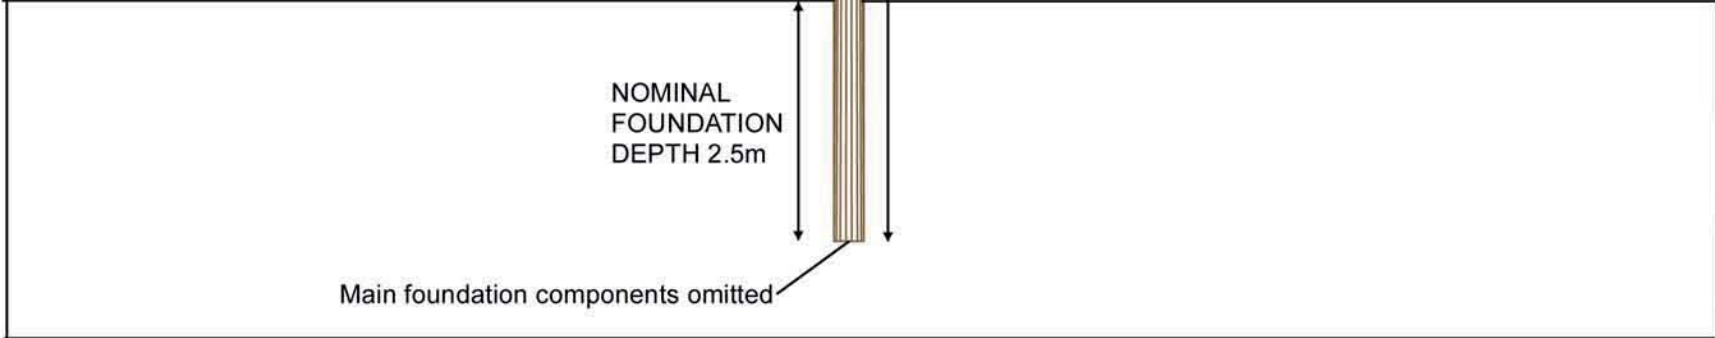 NOMINAL
FOUNDATION
DEPTH 2.5m
Main foundation components omitted